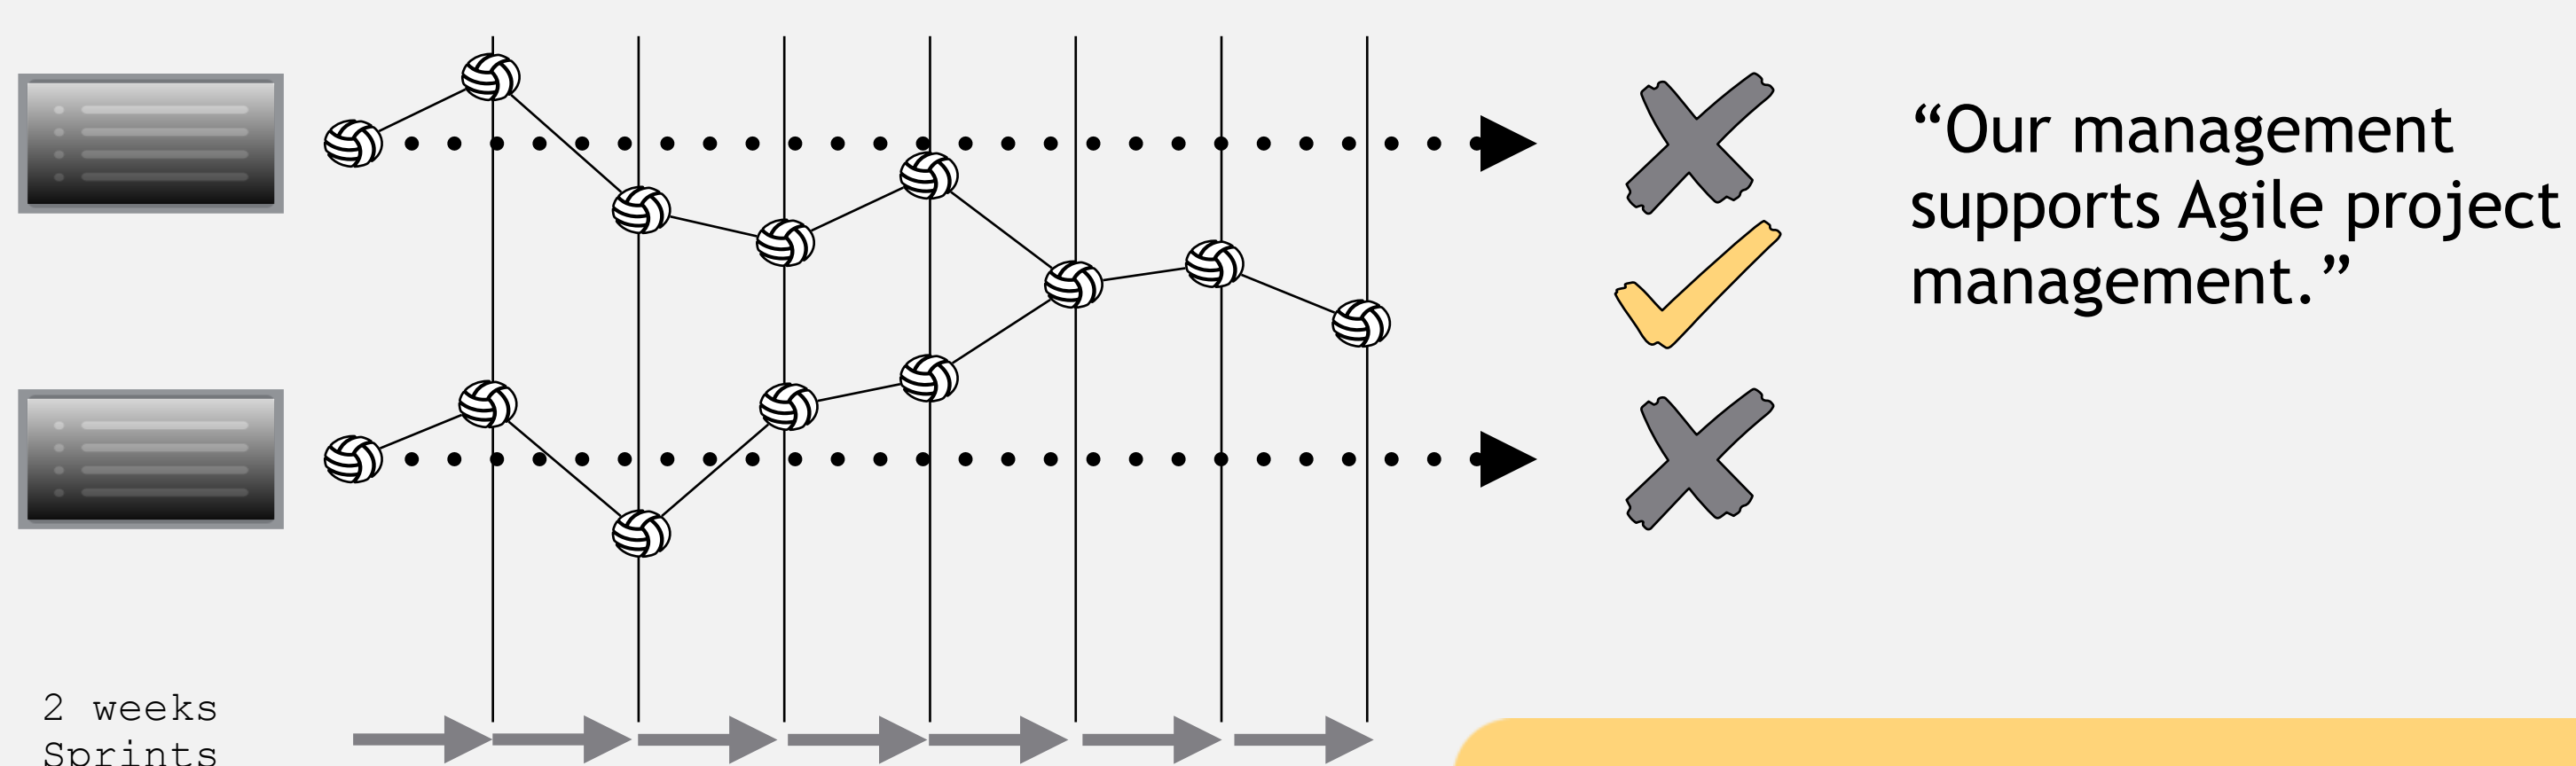 “Our management
supports Agile project
management.”
2 weeks
Sprints